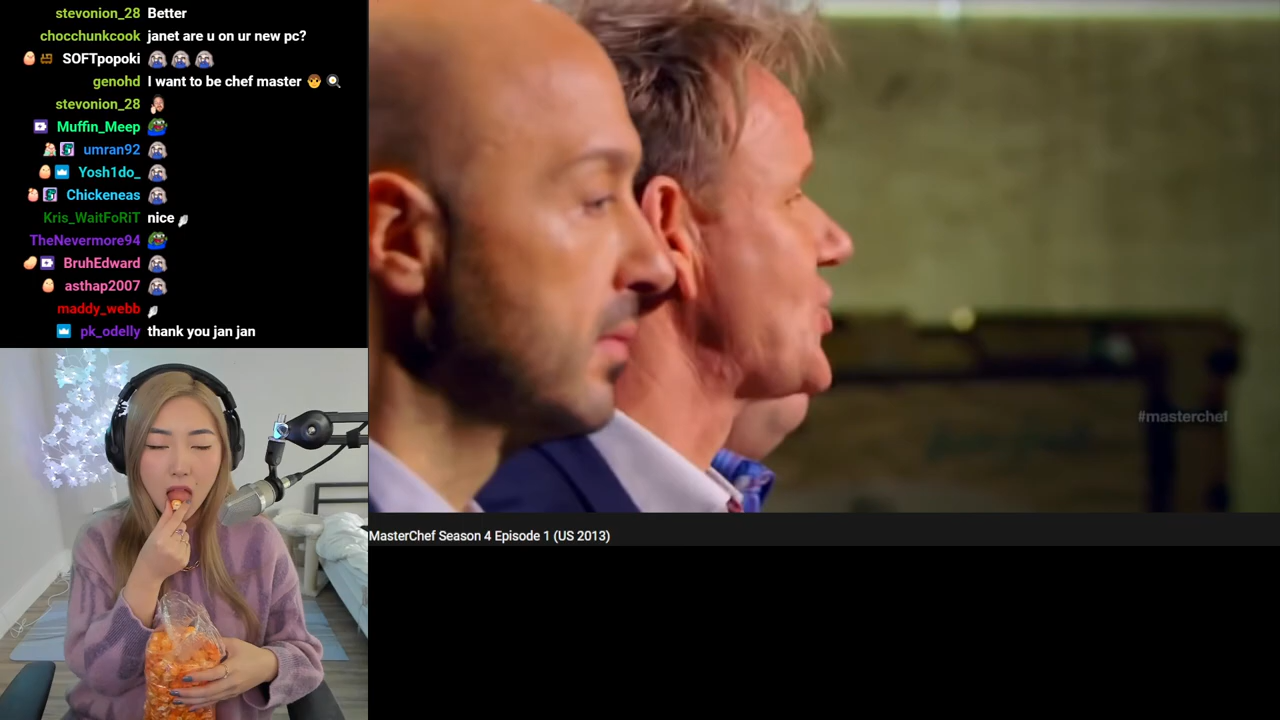 stevonion_28 Better
chocchunkcook janet are u on ur new pc?
SOFTpopoki
genohd I want to be chef master
stevonion_28
Muffin_Meep
umran92
Yosh1do_
Chickeneas
Kris_WaitFoRiT nice
TheNevermore94
BruhEdward
asthap2007
maddy_webb
pk_odelly thank you jan jan
#masterchef
MasterChef Season 4 Episode 1 (US 2013)